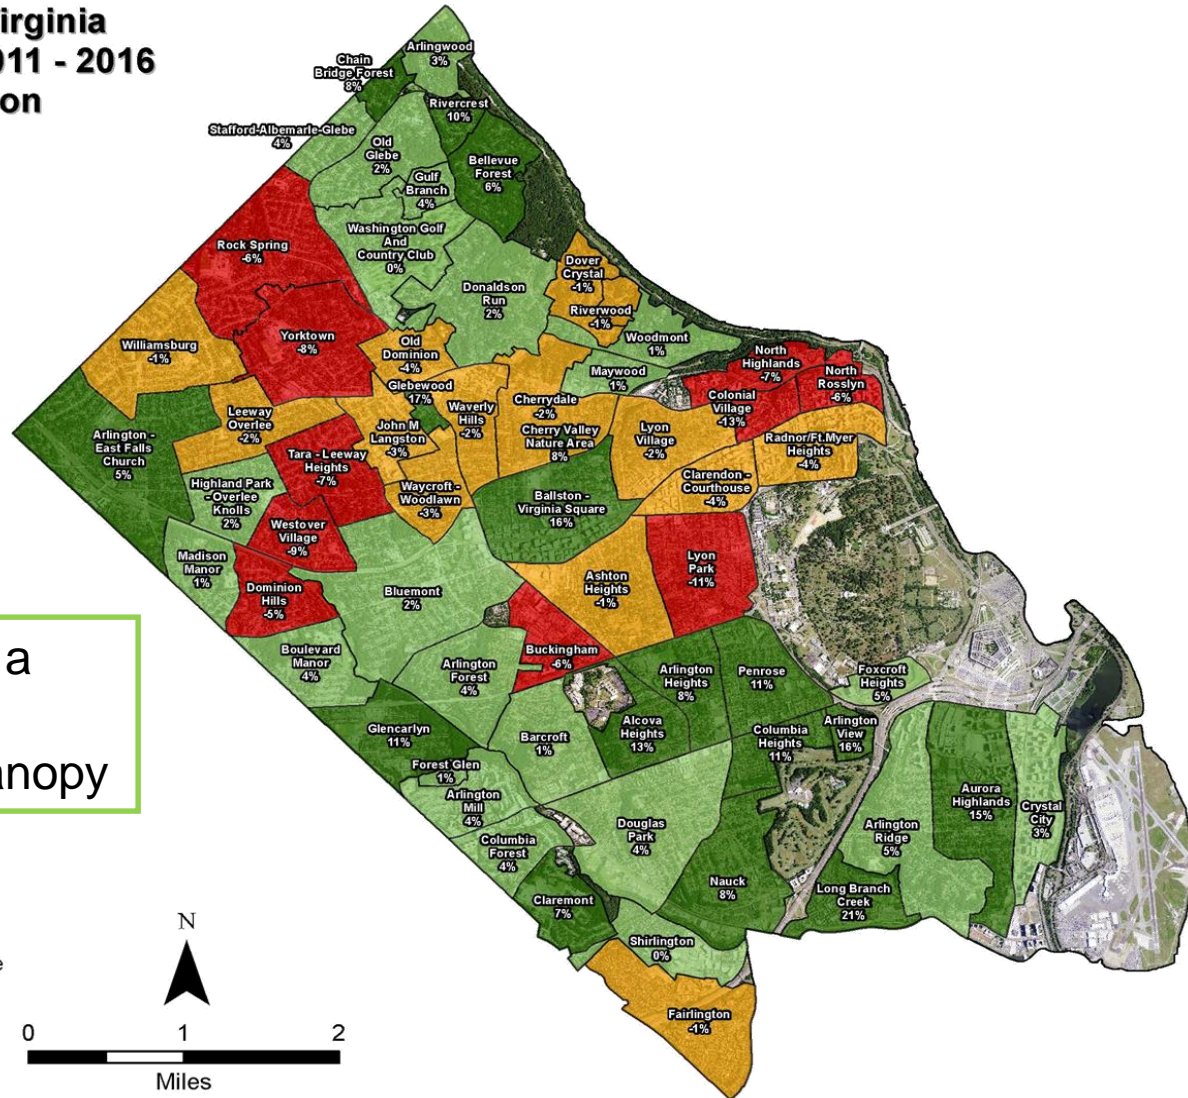 irginia
011 - 2016
on
Arlingwood
3%
Chain
Bridge Forest
8%
Rivercrest
10%
Stafford-Albemarle-Glebe
4%
Old
Glebe
2%
Bellevue
Forest
6%
Gulf
Branch
4%
Washington Golf
And
Country Club
0%
Rock Spring
-6%
Dover
Crystal
-1%
Donaldson
Run
2%
Riverwood
-1%
Williamsburg
-1%
Yorktown
-8%
Old
Dominion
-4%
Woodmont
1%
North
Highlands
-7%
Maywood
1%
North
Rosslyn
-6%
Glebewood
17%
Colonial
Village
-13%
Leeway
Overlee
-2%
Waverly
Hills
-2%
Cherrydale
-2%
Cherry Valley
Nature Area
8%
John M
Langston
-3%
Lyon
Village
-2%
Radnor/Ft.Myer
Heights
-4%
Arlington -
East Falls
Church
5%
Tara - Leeway
Heights
-7%
Clarendon -
Courthouse
-4%
Highland Park
- Overlee
Knolls
2%
Waycroft -
Woodlawn
-3%
Ballston -
Virginia Square
16%
Westover
Village
-9%
Madison
Manor
1%
Lyon
Park
-11%
Ashton
Heights
-1%
Dominion
Hills
-5%
Bluemont
2%
Boulevard
Manor
4%
Arlington
Forest
4%
Buckingham
-6%
Arlington
Heights
8%
Penrose
11%
Foxcroft
Heights
5%
a
anopy
Glencarlyn
11%
Barcroft
1%
Alcova
Heights
13%
Columbia
Heights
11%
Arlington
View
16%
Forest Glen
1%
Arlington
Mill
4%
Aurora
Highlands
15%
Crystal
City
3%
Douglas
Park
4%
Arlington
Ridge
5%
Columbia
Forest
4%
Nauck
8%
Long Branch
Creek
21%
Claremont
7%
Shirlington
0%
Fairlington
-1%
N
e
0 1 2
Miles